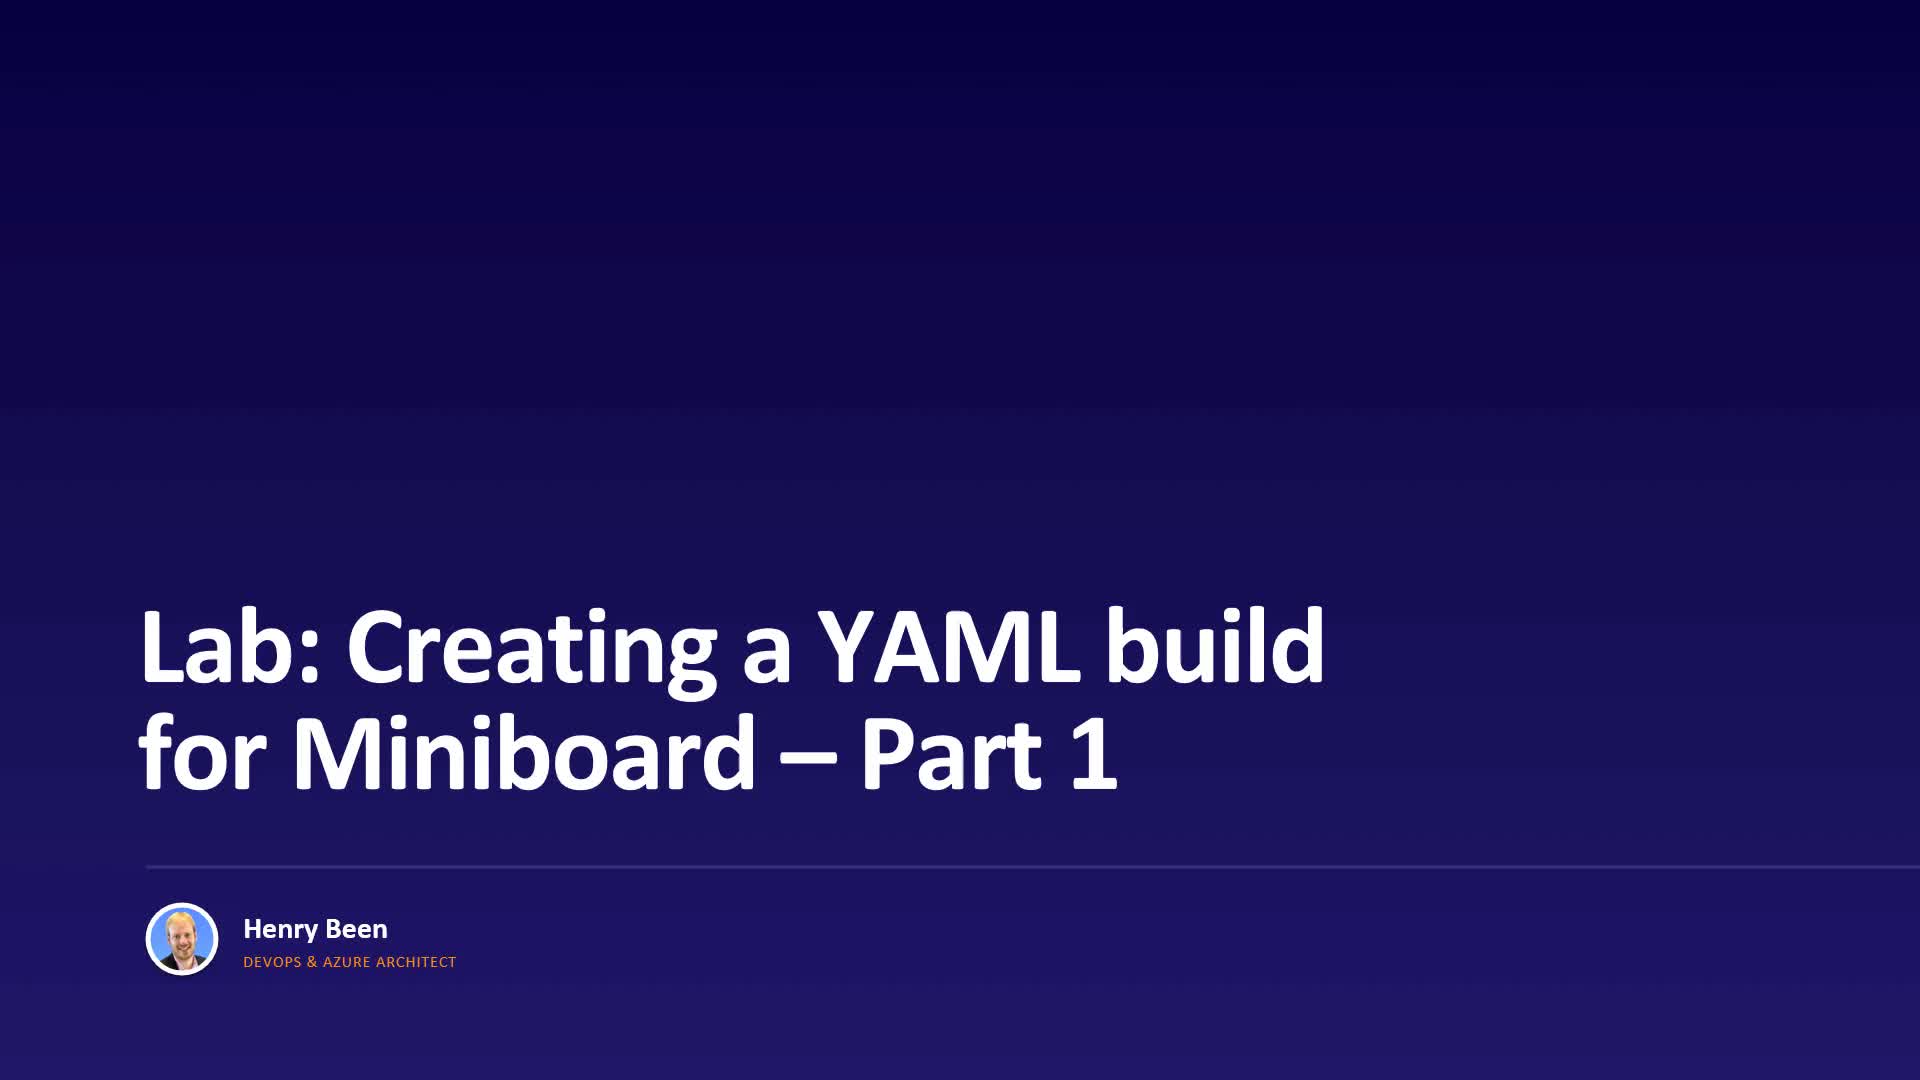 Lab: Creating a YAML build
for Miniboard – Part 1
Henry Been
DEVOPS & AZURE ARCHITECT